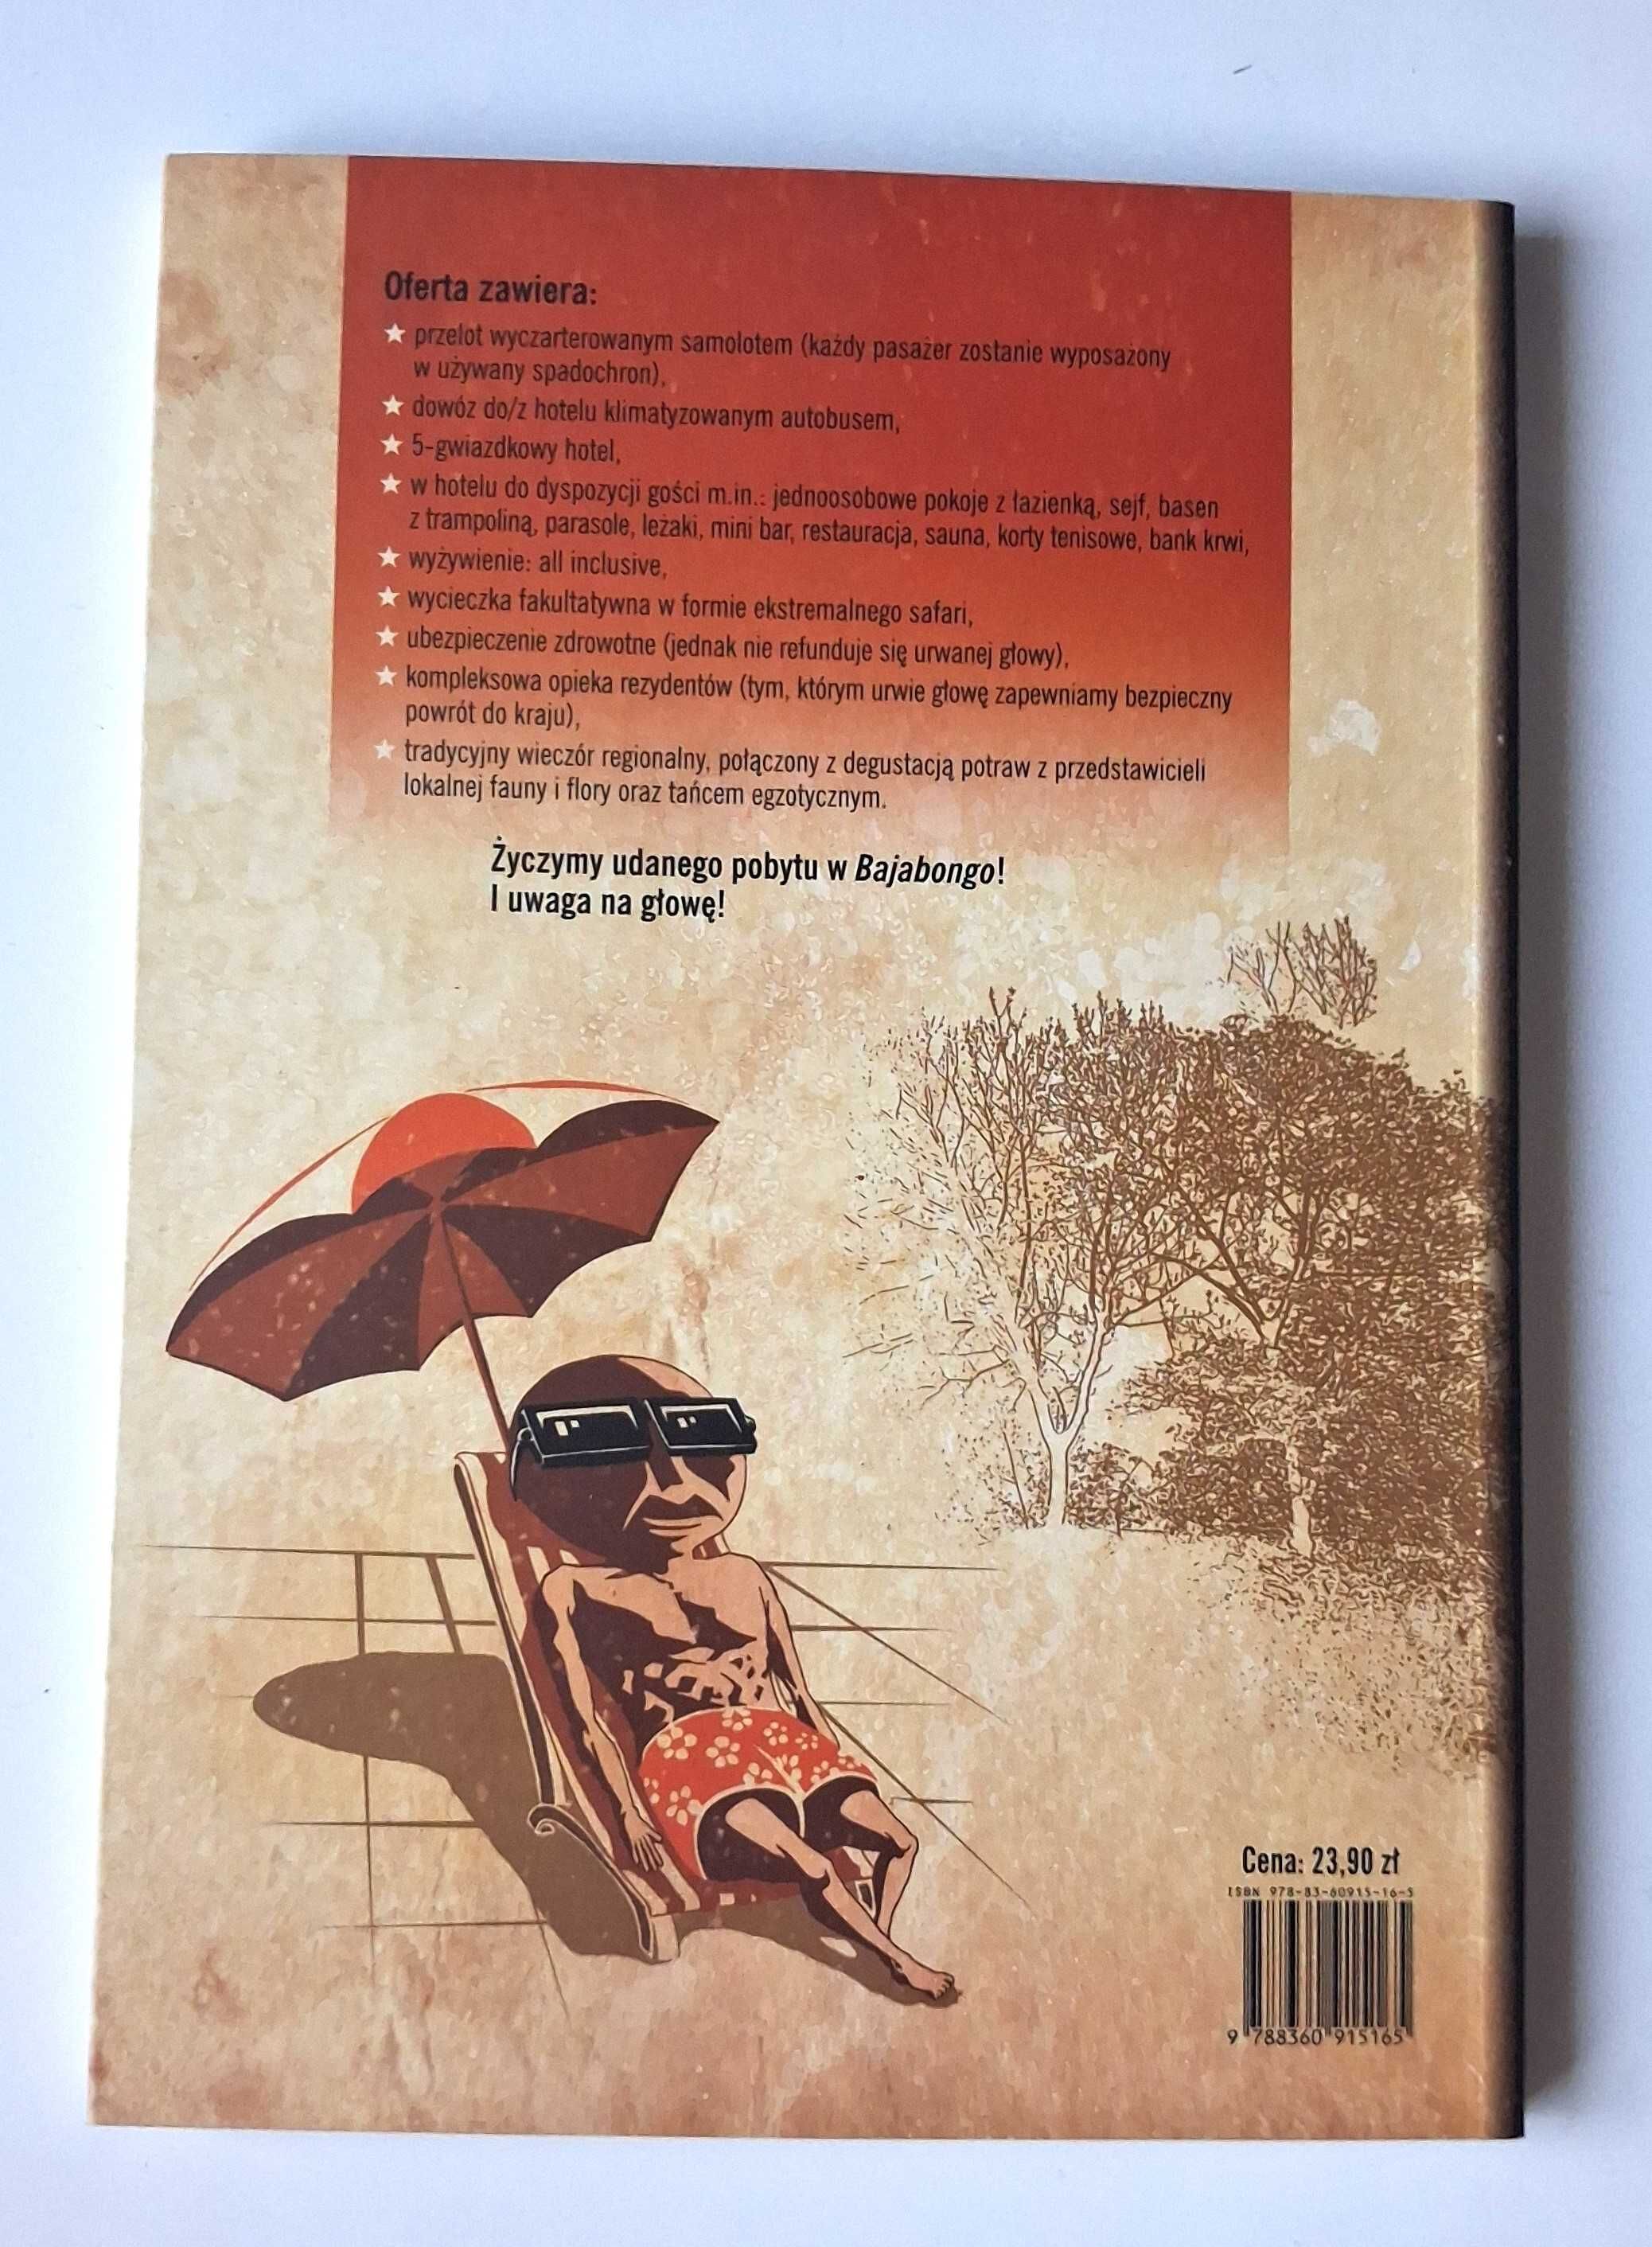 Oferta zawiera:
★ przelot wyczarterowanym samolotem (każdy pasażer zostanie wyposażony
w używany spadochron),
★ dowóz do/z hotelu klimatyzowanym autobusem,
★ 5-gwiazdkowy hotel,
★ w hotelu do dyspozycji gości m.in.: jednoosobowe pokoje z łazienką, sejf, basen
z trampoliną, parasole, leżaki, mini bar, restauracja, sauna, korty tenisowe, bank krwi,
★ wyżywienie: all inclusive,
★ wycieczka fakultatywna w formie ekstremalnego safari,
★ ubezpieczenie zdrowotne (jednak nie refunduje się urwanej głowy),
★ kompleksowa opieka rezydentów (tym, którym urwie głowę zapewniamy bezpieczny
powrót do kraju),
★ tradycyjny wieczór regionalny, połączony z degustacją potraw z przedstawicieli
lokalnej fauny i flory oraz tańcem egzotycznym.
Życzymy udanego pobytu w Bajabongo!
I uwaga na głowę!
Cena: 23,90 zł
ISBN 978-83-60915-16-5
9 788360 915165